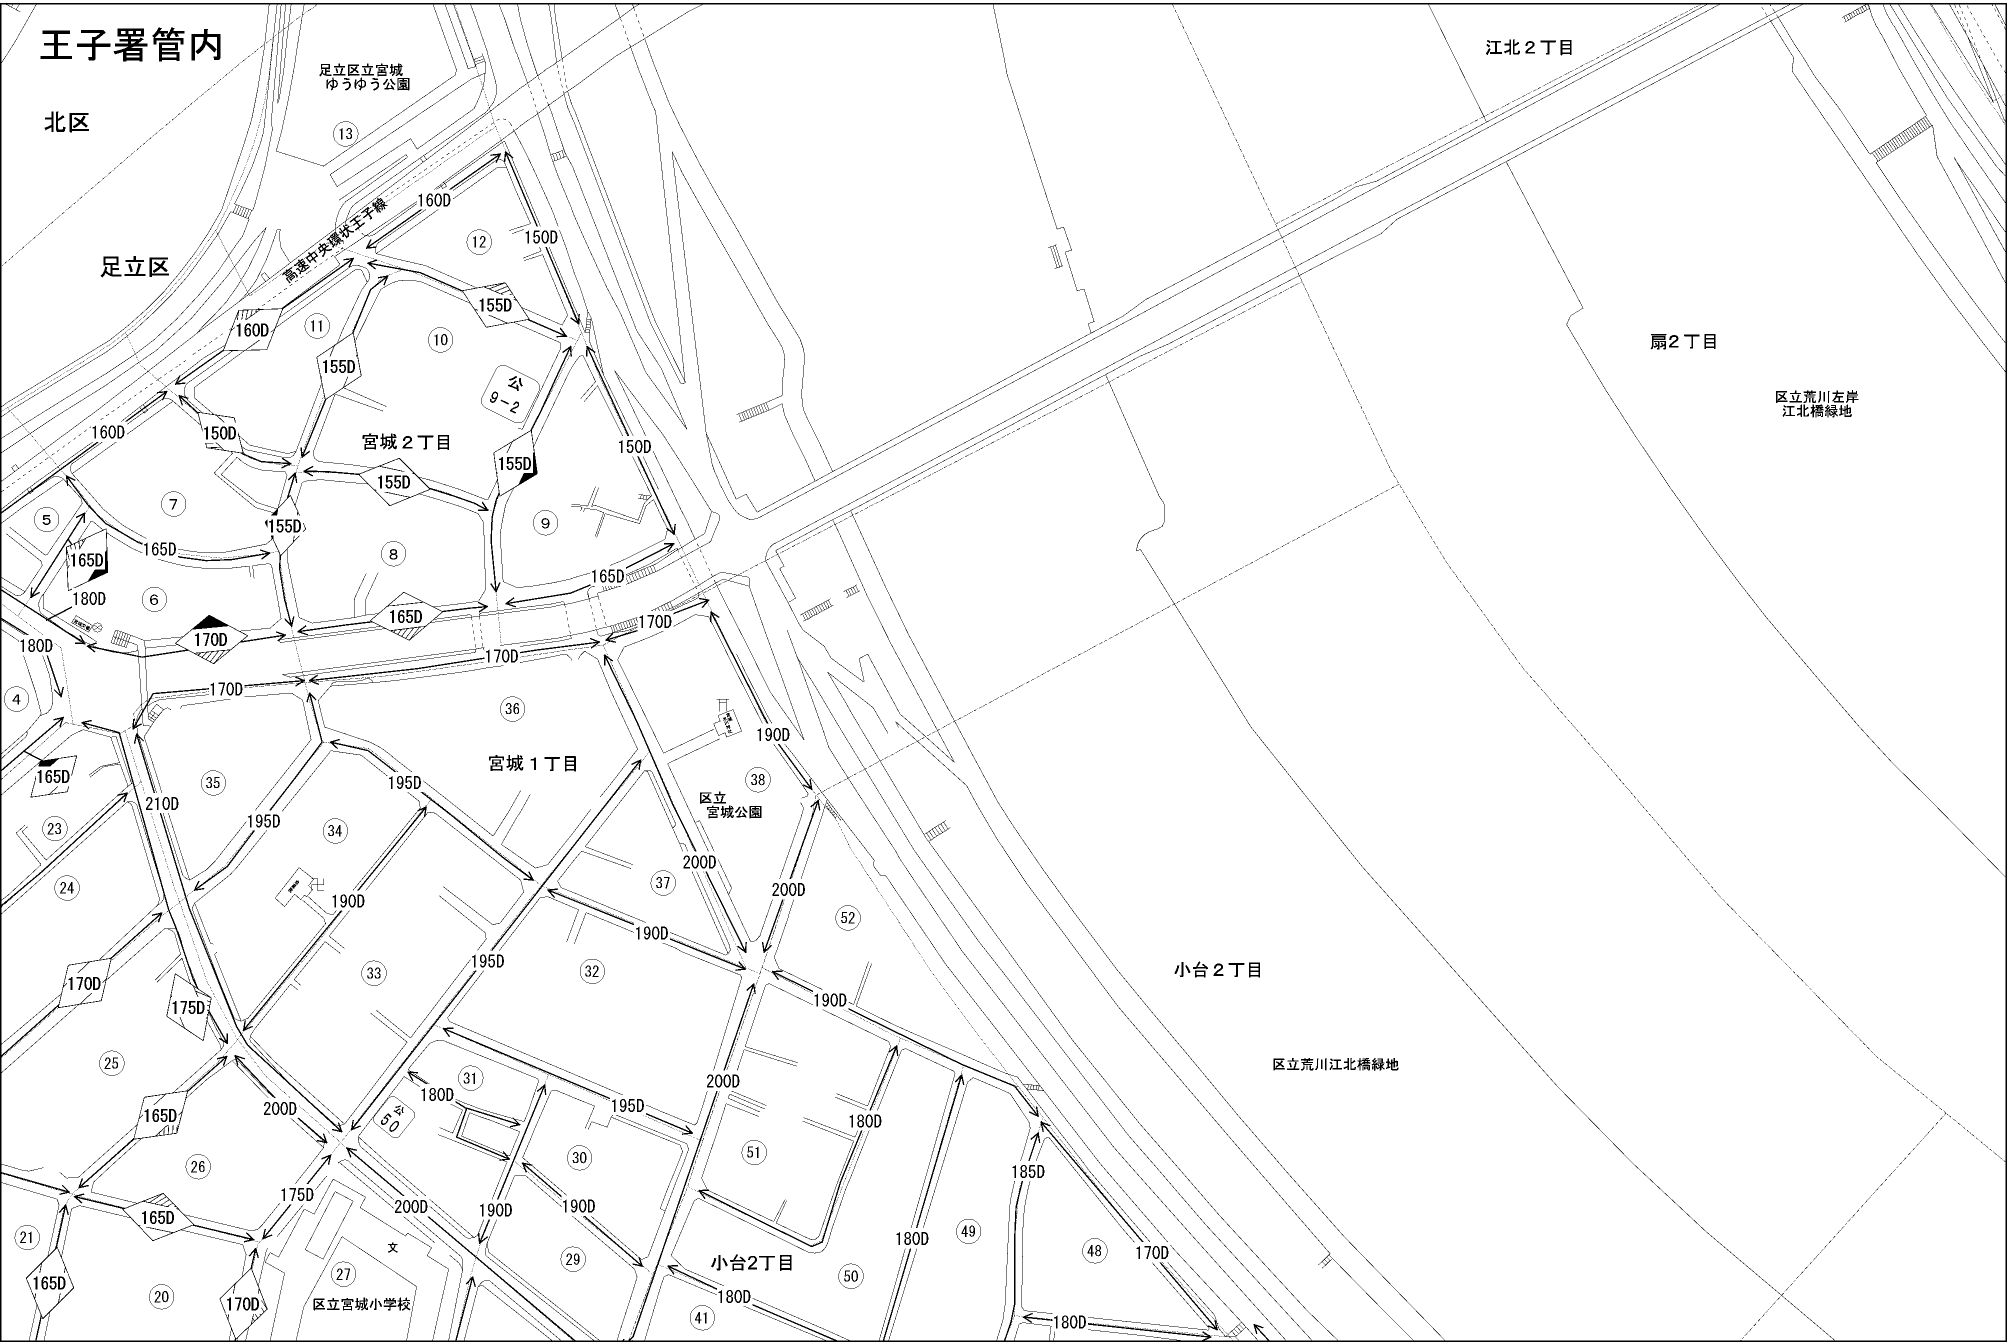 王子署管内
江北２丁目
足立区立宮城
ゆうゆう公園
北区
13
160D
高速中央環状王子線
12
150D
足立区
155D
160D
11
10
扇２丁目
155D
公
9－2
区立荒川左岸
江北橋緑地
160D
150D
宮城２丁目
150D
155D
155D
7
5
9
155D
165D
8
165D
165D
180D
6
165D
170D
170D
180D
170D
170D
4
36
190D
宮城１丁目
165D
38
35
195D
区立
宮城公園
210D
195D
34
23
200D
37
24
200D
190D
52
190D
195D
33
32
小台２丁目
170D
190D
175D
25
区立荒川江北橋緑地
31
200D
180D
165D
200D
公
50
195D
180D
51
30
26
185D
175D
200D
190D
190D
165D
21
49
180D
文
48
170D
29
小台2丁目
27
50
165D
20
170D
区立宮城小学校
180D
41
180D